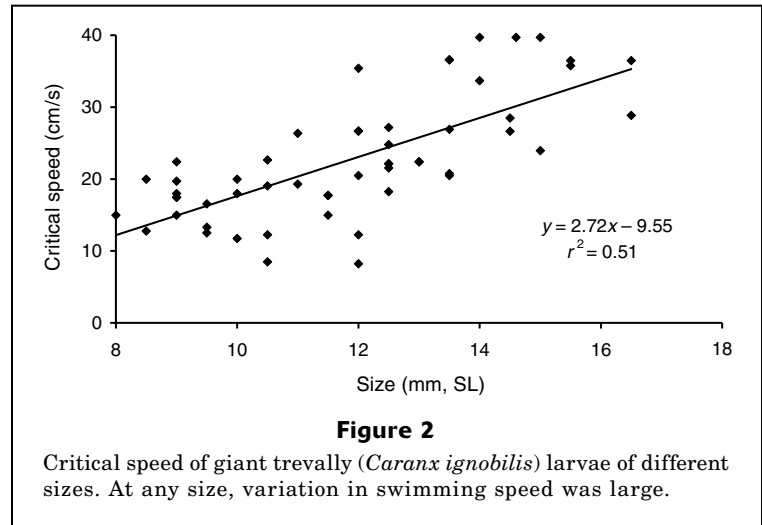 40
30
20
10
0
8 10 12 14 16 18
Critical speed (cm/s)
y = 2.72x – 9.55
r² = 0.51
Size (mm, SL)
Figure 2
Critical speed of giant trevally (Caranx ignobilis) larvae of different
sizes. At any size, variation in swimming speed was large.